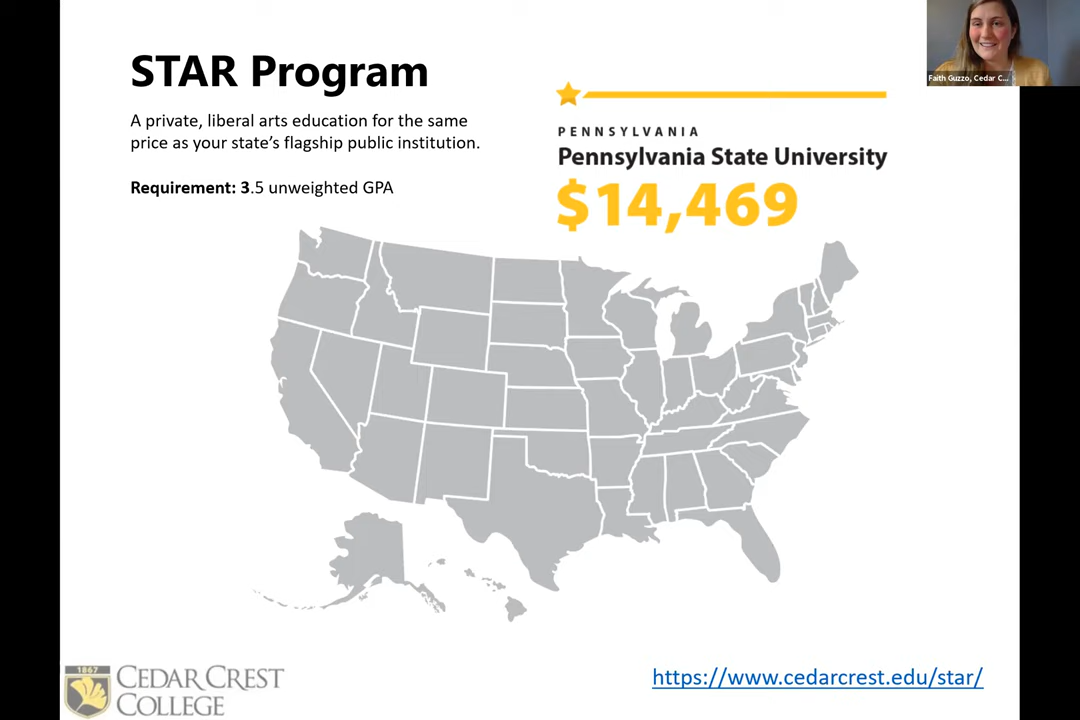 STAR Program
A private, liberal arts education for the same
price as your state's flagship public institution.
Requirement: 3.5 unweighted GPA
PENNSYLVANIA
Pennsylvania State University
$14,469
Faith Guzzo, Cedar C...
1867
CEDAR CREST
COLLEGE
https://www.cedarcrest.edu/star/